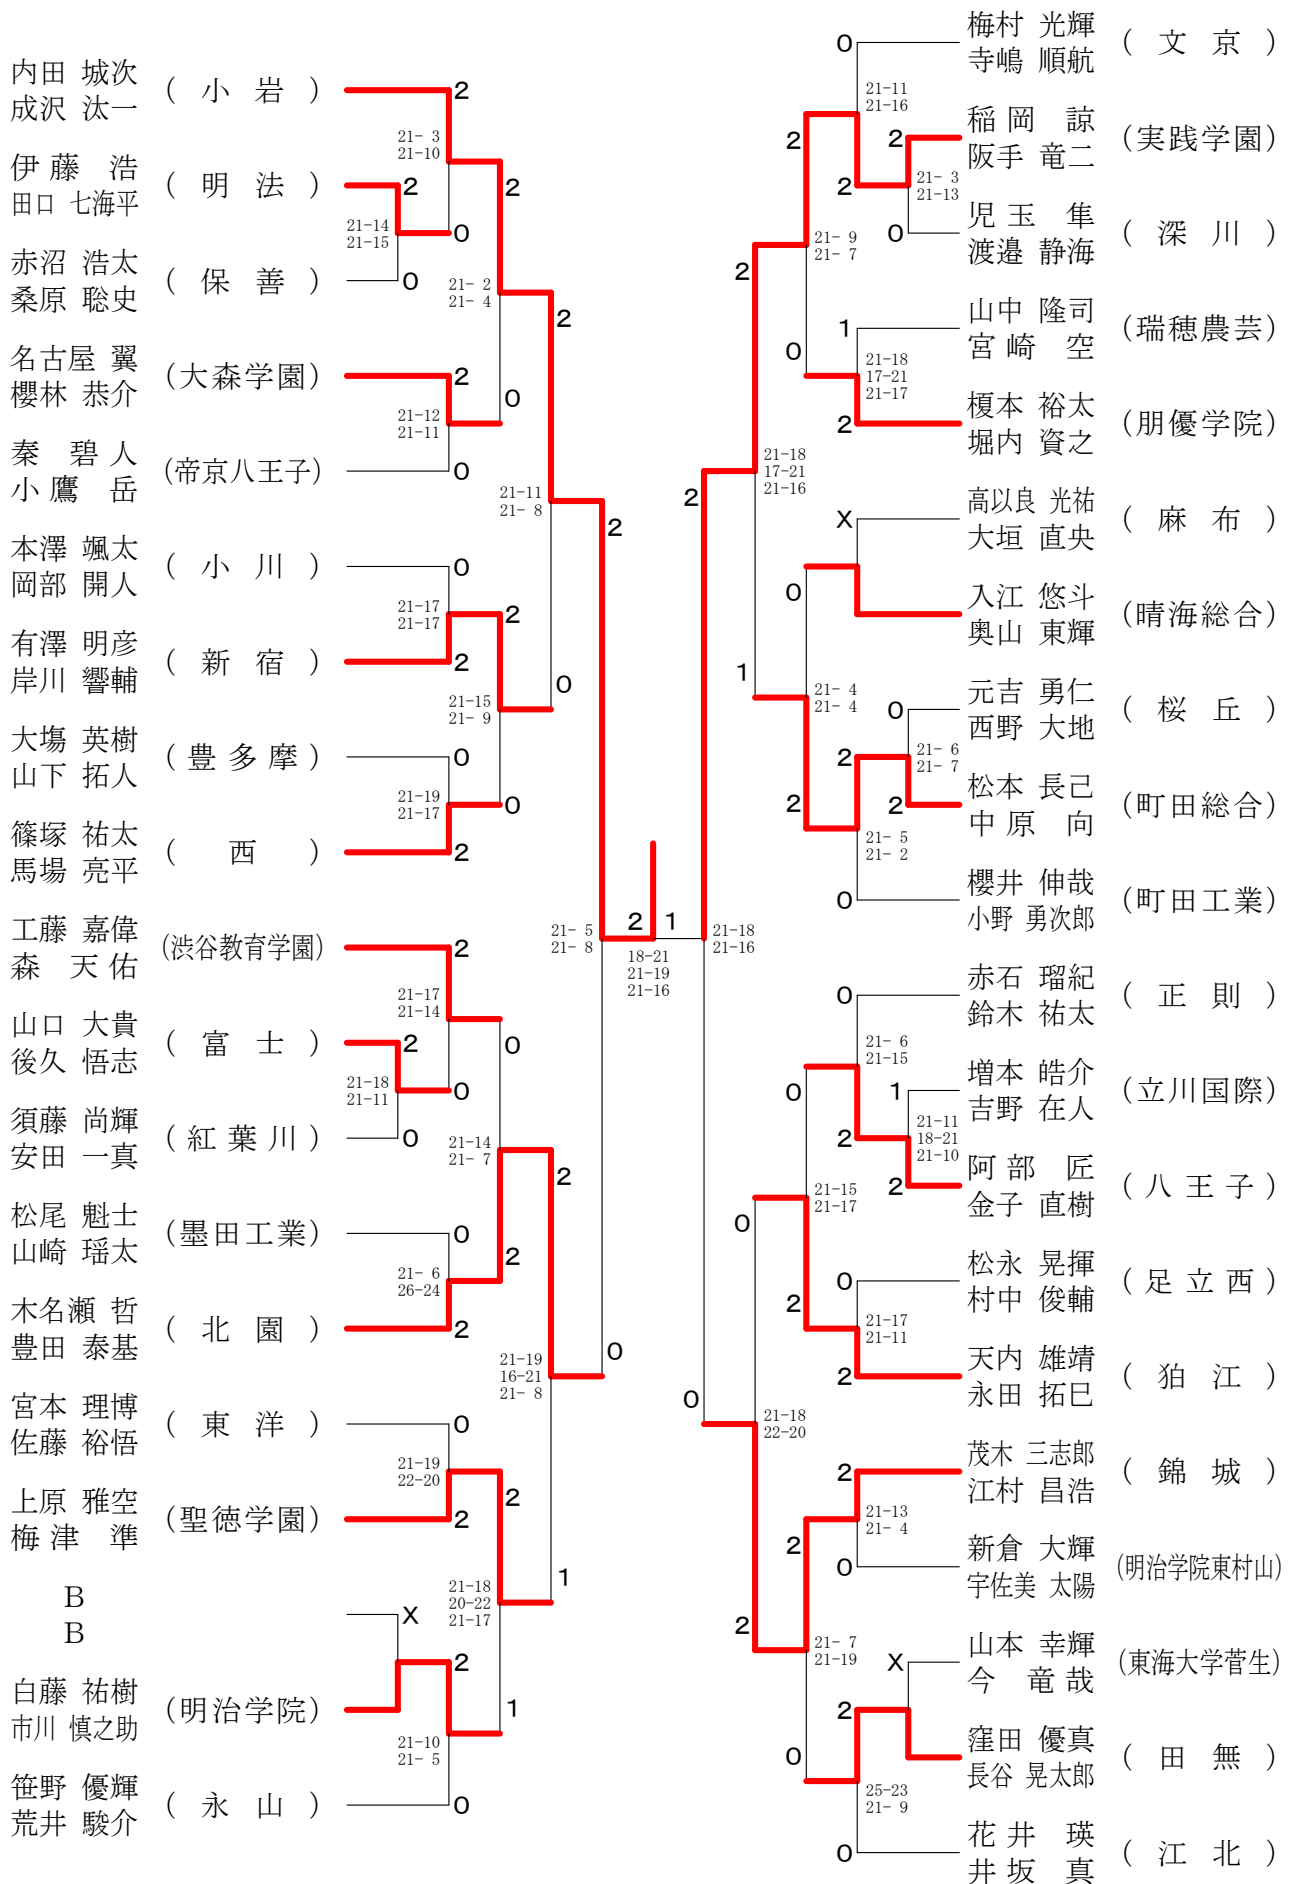 内田 城次
成沢 汰一
( 小 岩 )
2
21- 3
21-10
伊 藤 浩
田口 七海平
( 明 法 )
2
2
21-14
21-15
0
赤沼 浩太
桑原 聡史
( 保 善 )
0
21- 2
21- 4
2
名古屋 翼
櫻林 恭介
(大森学園)
2
0
21-12
21-11
秦 碧 人
小 鷹 岳
(帝京八王子)
0
21-11
21- 8
2
本澤 颯太
岡部 開人
( 小 川 )
0
21-17
21-17
2
有澤 明彦
岸川 響輔
( 新 宿 )
2
0
21-15
21- 9
大塲 英樹
山下 拓人
( 豊 多 摩 )
0
21-19
21-17
0
篠塚 祐太
馬場 亮平
( 西 )
2
工藤 嘉偉
森 天 佑
(渋谷教育学園)
2
21- 5
21- 8
2
1
18-21
21-19
21-16
21-17
21-14
山口 大貴
後久 悟志
( 富 士 )
2
0
21-18
21-11
0
須藤 尚輝
安田 一真
( 紅 葉 川 )
0
21-14
21- 7
2
松尾 魁士
山崎 瑶太
(墨田工業)
0
2
21- 6
26-24
木名瀬 哲
豊田 泰基
( 北 園 )
2
0
21-19
16-21
21- 8
宮本 理博
佐藤 裕悟
( 東 洋 )
0
21-19
22-20
2
上原 雅空
梅 津 準
(聖徳学園)
2
1
21-18
20-22
21-17
B
B
X
2
白藤 祐樹
市川 慎之助
(明治学院)
1
21-10
21- 5
笹野 優輝
荒井 駿介
( 永 山 )
0
0
梅村 光輝
寺嶋 順航
( 文 京 )
21-11
21-16
2
2
稲 岡 諒
阪手 竜二
(実践学園)
2
21- 3
21-13
0
児 玉 隼
渡邉 静海
( 深 川 )
21- 9
21- 7
2
1
山中 隆司
宮 崎 空
(瑞穂農芸)
0
21-18
17-21
21-17
2
榎本 裕太
堀内 資之
(朋優学院)
21-18
17-21
21-16
2
X
高以良 光祐
大垣 直央
( 麻 布 )
0
入江 悠斗
奥山 東輝
(晴海総合)
1
21- 4
21- 4
0
元吉 勇仁
西野 大地
( 桜 丘 )
2
21- 6
21- 7
2
2
松本 長己
中 原 向
(町田総合)
21- 5
21- 2
0
櫻井 伸哉
小野 勇次郎
(町田工業)
21-18
21-16
0
赤石 瑠紀
鈴木 祐太
( 正 則 )
21- 6
21-15
0
1
増本 皓介
吉野 在人
(立川国際)
2
21-11
18-21
21-10
2
阿 部 匠
金子 直樹
( 八 王 子 )
0
21-15
21-17
0
松永 晃揮
村中 俊輔
( 足 立 西 )
2
21-17
21-11
2
天内 雄靖
永田 拓巳
( 狛 江 )
0
21-18
22-20
2
茂木 三志郎
江村 昌浩
( 錦 城 )
21-13
21- 4
2
0
新倉 大輝
宇佐美 太陽
(明治学院東村山)
2
21- 7
21-19
X
山本 幸輝
今 竜 哉
(東海大学菅生)
2
0
窪田 優真
長谷 晃太郎
( 田 無 )
25-23
21- 9
0
花 井 瑛
井 坂 真
( 江 北 )